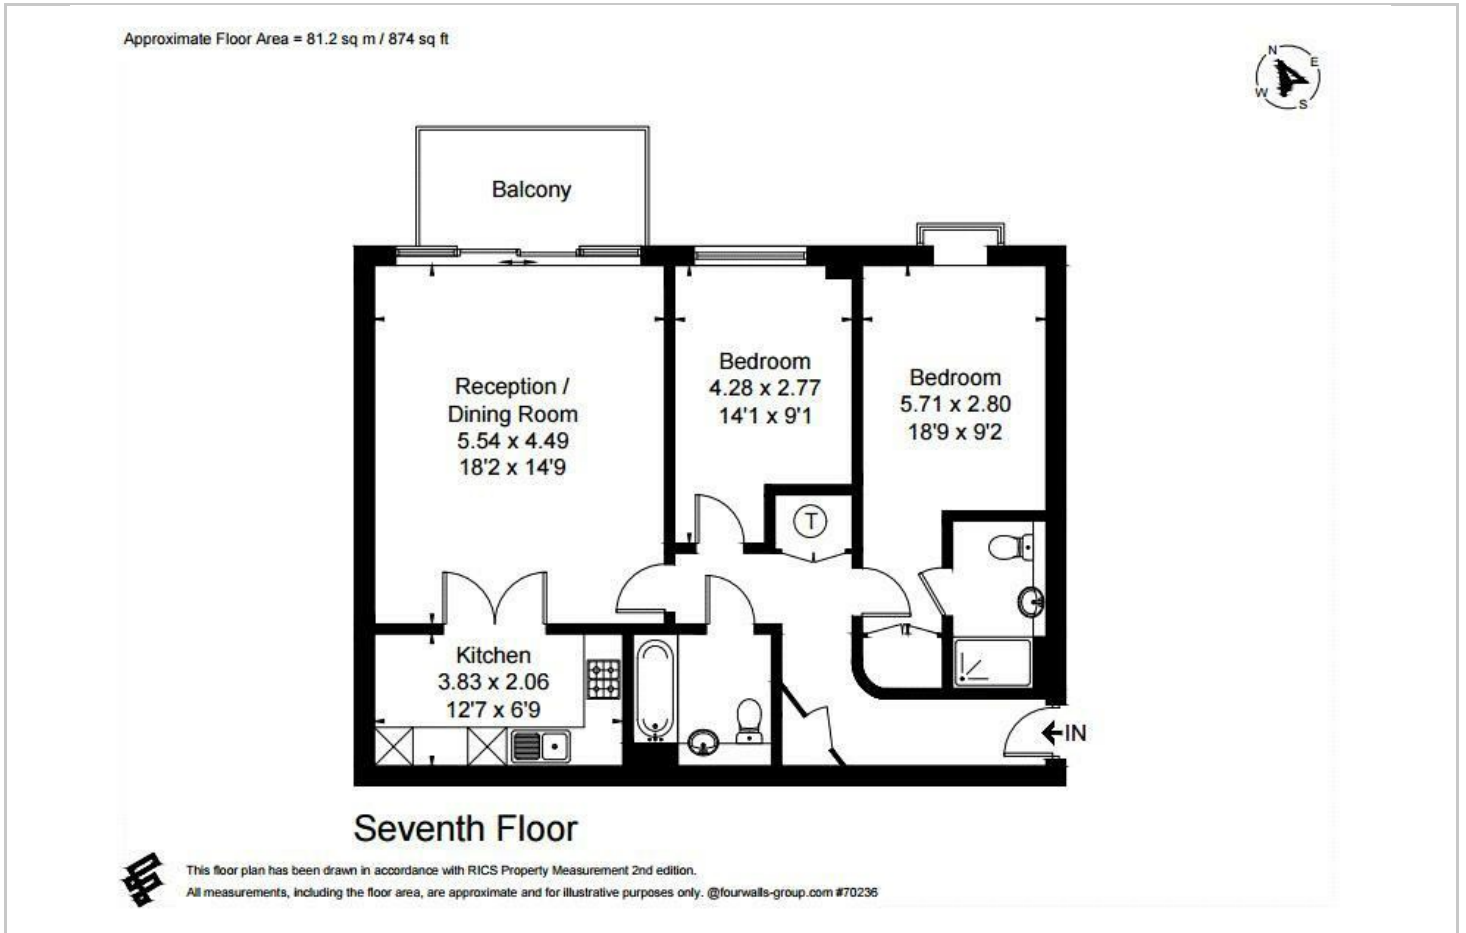 Approximate Floor Area = 81.2 sq m / 874 sq ft
N
E
W
S
Balcony
Reception /
Dining Room
5.54 x 4.49
18'2 x 14'9
Bedroom
4.28 x 2.77
14'1 x 9'1
Bedroom
5.71 x 2.80
18'9 x 9'2
T
Kitchen
3.83 x 2.06
12'7 x 6'9
IN
Seventh Floor
This floor plan has been drawn in accordance with RICS Property Measurement 2nd edition.
All measurements, including the floor area, are approximate and for illustrative purposes only. @fourwalls-group.com #70236